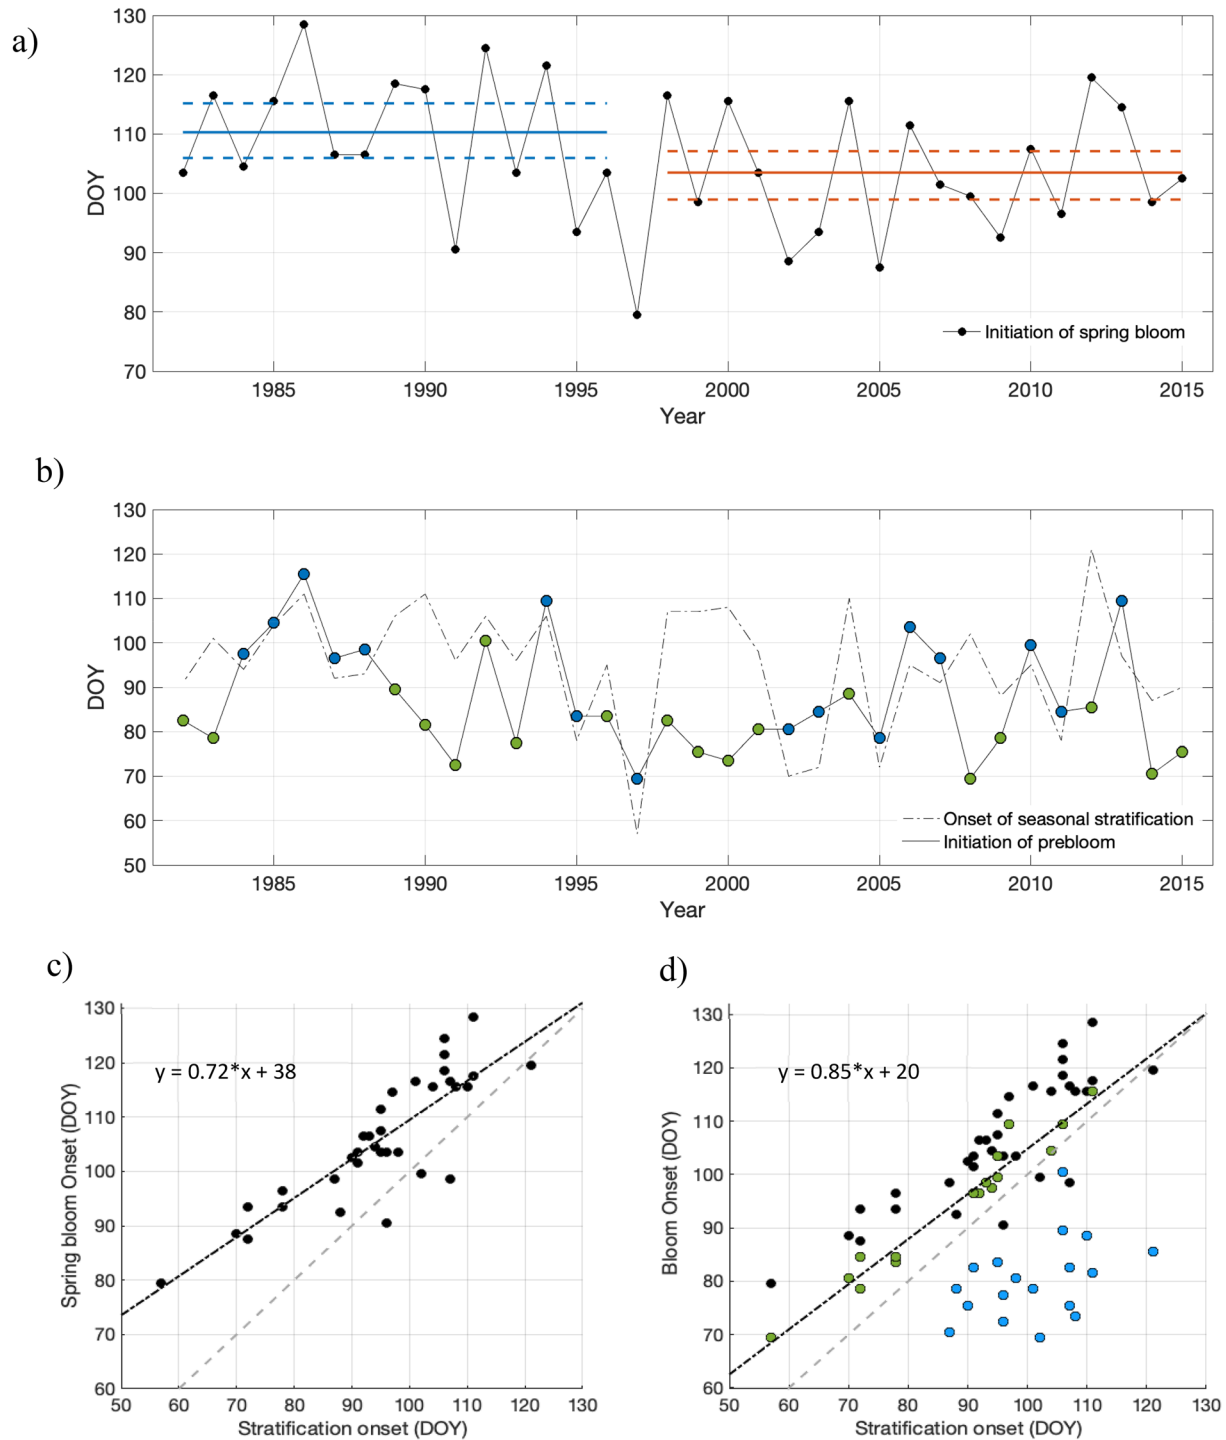 a)
130
120
110
100
90
80
70
DOY
Initiation of spring bloom
1985 1990 1995 2000 2005 2010 2015
Year
b)
130
120
110
100
90
80
70
60
50
DOY
Onset of seasonal stratification
Initiation of prebloom
1985 1990 1995 2000 2005 2010 2015
Year
c)
130
120
110
100
90
80
70
60
Spring bloom Onset (DOY)
y = 0.72*x + 38
50 60 70 80 90 100 110 120 130
Stratification onset (DOY)
d)
130
120
110
100
90
80
70
60
Bloom Onset (DOY)
y = 0.85*x + 20
50 60 70 80 90 100 110 120 130
Stratification onset (DOY)